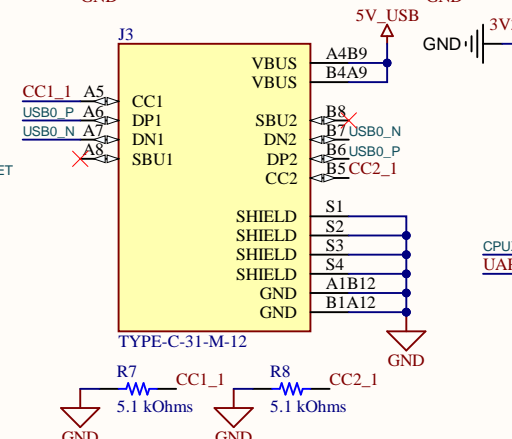 GND
GND
5V_USB
J3
GND
3V3
VBUS A4B9
VBUS B4A9
CC1_1 A5 CC1
USB0_P A6 DP1
USB0_N A7 DN1
A8 SBU1
SBU2 B8
DN2 B7 USB0_N
DP2 B6 USB0_P
CC2 B5 CC2_1
ET
SHIELD S1
SHIELD S2
SHIELD S3
SHIELD S4
GND A1B12
GND B1A12
CPU
UAR
TYPE-C-31-M-12
GND
R7 CC1_1
5.1 kOhms
R8 CC2_1
5.1 kOhms
GND
GND